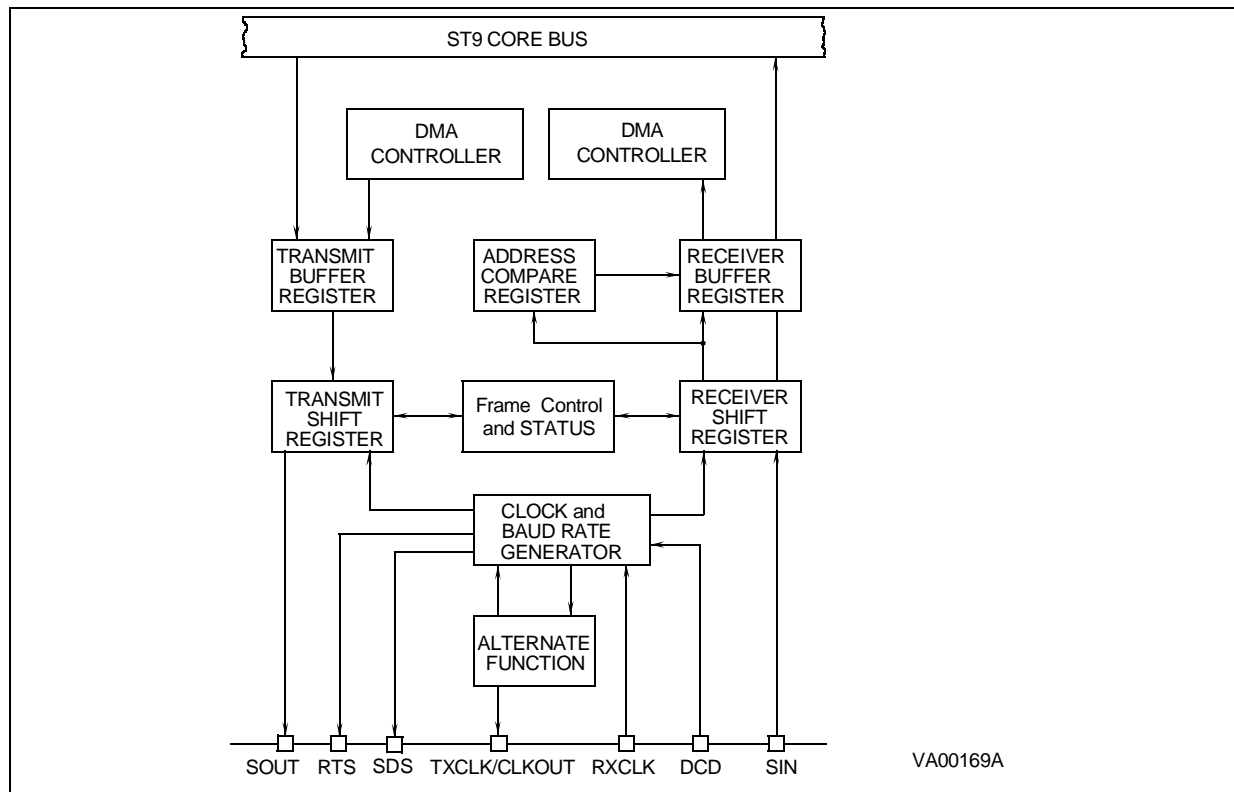 ST9 CORE BUS
DMA
CONTROLLER
DMA
CONTROLLER
TRANSMIT
BUFFER
REGISTER
ADDRESS
COMPARE
REGISTER
RECEIVER
BUFFER
REGISTER
TRANSMIT
SHIFT
REGISTER
Frame Control
and STATUS
RECEIVER
SHIFT
REGISTER
CLOCK and
BAUD RATE
GENERATOR
ALTERNATE
FUNCTION
SOUT RTS SDS TXCLK/CLKOUT RXCLK DCD SIN
VA00169A